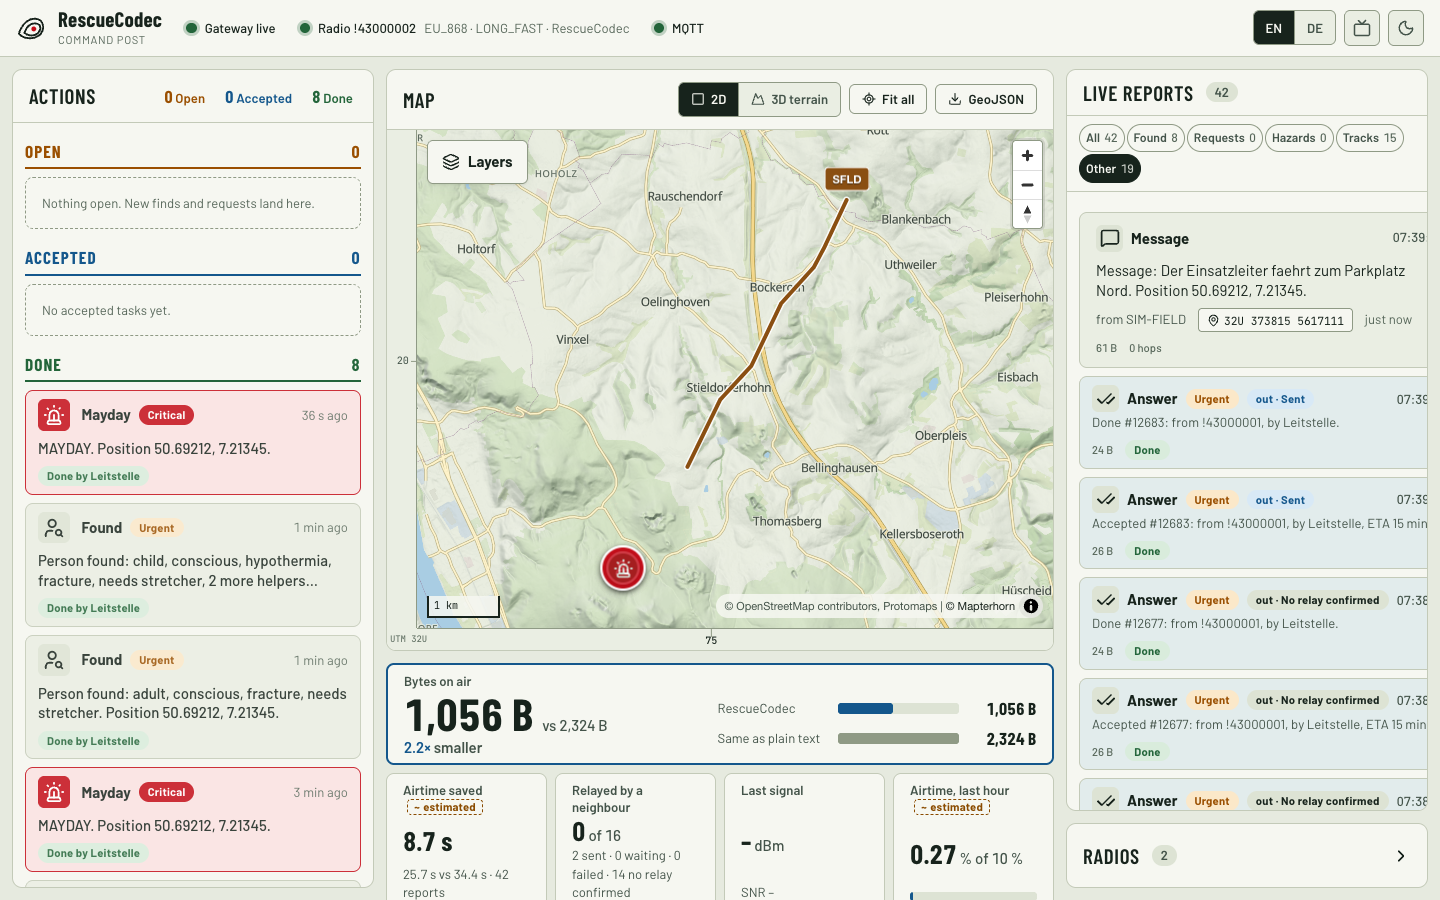 RescueCodec
COMMAND POST
Gateway live
Radio !43000002 EU_868 · LONG_FAST · RescueCodec
MQTT
EN DE
ACTIONS
0 Open 0 Accepted 8 Done
OPEN 0
Nothing open. New finds and requests land here.
ACCEPTED 0
No accepted tasks yet.
DONE 8
Mayday Critical 36 s ago
MAYDAY. Position 50.69212, 7.21345.
Done by Leitstelle
Found Urgent 1 min ago
Person found: child, conscious, hypothermia,
fracture, needs stretcher, 2 more helpers...
Done by Leitstelle
Found Urgent 1 min ago
Person found: adult, conscious, fracture, needs
stretcher. Position 50.69212, 7.21345.
Done by Leitstelle
Mayday Critical 3 min ago
MAYDAY. Position 50.69212, 7.21345.
Done by Leitstelle
MAP
2D 3D terrain Fit all GeoJSON
Layers
HOHOLZ
Rott
SFLD
Rauschendorf
Blankenbach
Holtorf
Uthweiler
Oelinghoven
Pleiserhohn
Vinxel
20
Eisbach
Oberpleis
Bellinghausen
Thomasberg
Kellersboseroth
Hüscheid
1 km
© OpenStreetMap contributors, Protomaps | © Mapterhorn
UTM 32U
75
Bytes on air
1,056 B vs 2,324 B
2.2× smaller
RescueCodec 1,056 B
Same as plain text 2,324 B
Airtime saved
~ estimated
8.7 s
25.7 s vs 34.4 s · 42
reports
Relayed by a
neighbour
0 of 16
2 sent · 0 waiting · 0
failed · 14 no relay
confirmed
Last signal
– dBm
SNR –
Airtime, last hour
~ estimated
0.27 % of 10 %
LIVE REPORTS 42
All 42 Found 8 Requests 0 Hazards 0 Tracks 15
Other 19
Message 07:39
Message: Der Einsatzleiter faehrt zum Parkplatz
Nord. Position 50.69212, 7.21345.
from SIM-FIELD 32U 373815 5617111 just now
61 B 0 hops
Answer Urgent out · Sent 07:39
Done #12683: from !43000001, by Leitstelle.
24 B Done
Answer Urgent out · Sent 07:39
Accepted #12683: from !43000001, by Leitstelle, ETA 15 min
26 B Done
Answer Urgent out · No relay confirmed 07:38
Done #12677: from !43000001, by Leitstelle.
24 B Done
Answer Urgent out · No relay confirmed 07:38
Accepted #12677: from !43000001, by Leitstelle, ETA 15 min
26 B Done
Answer Urgent out · No relay confirmed 07:38
RADIOS 2